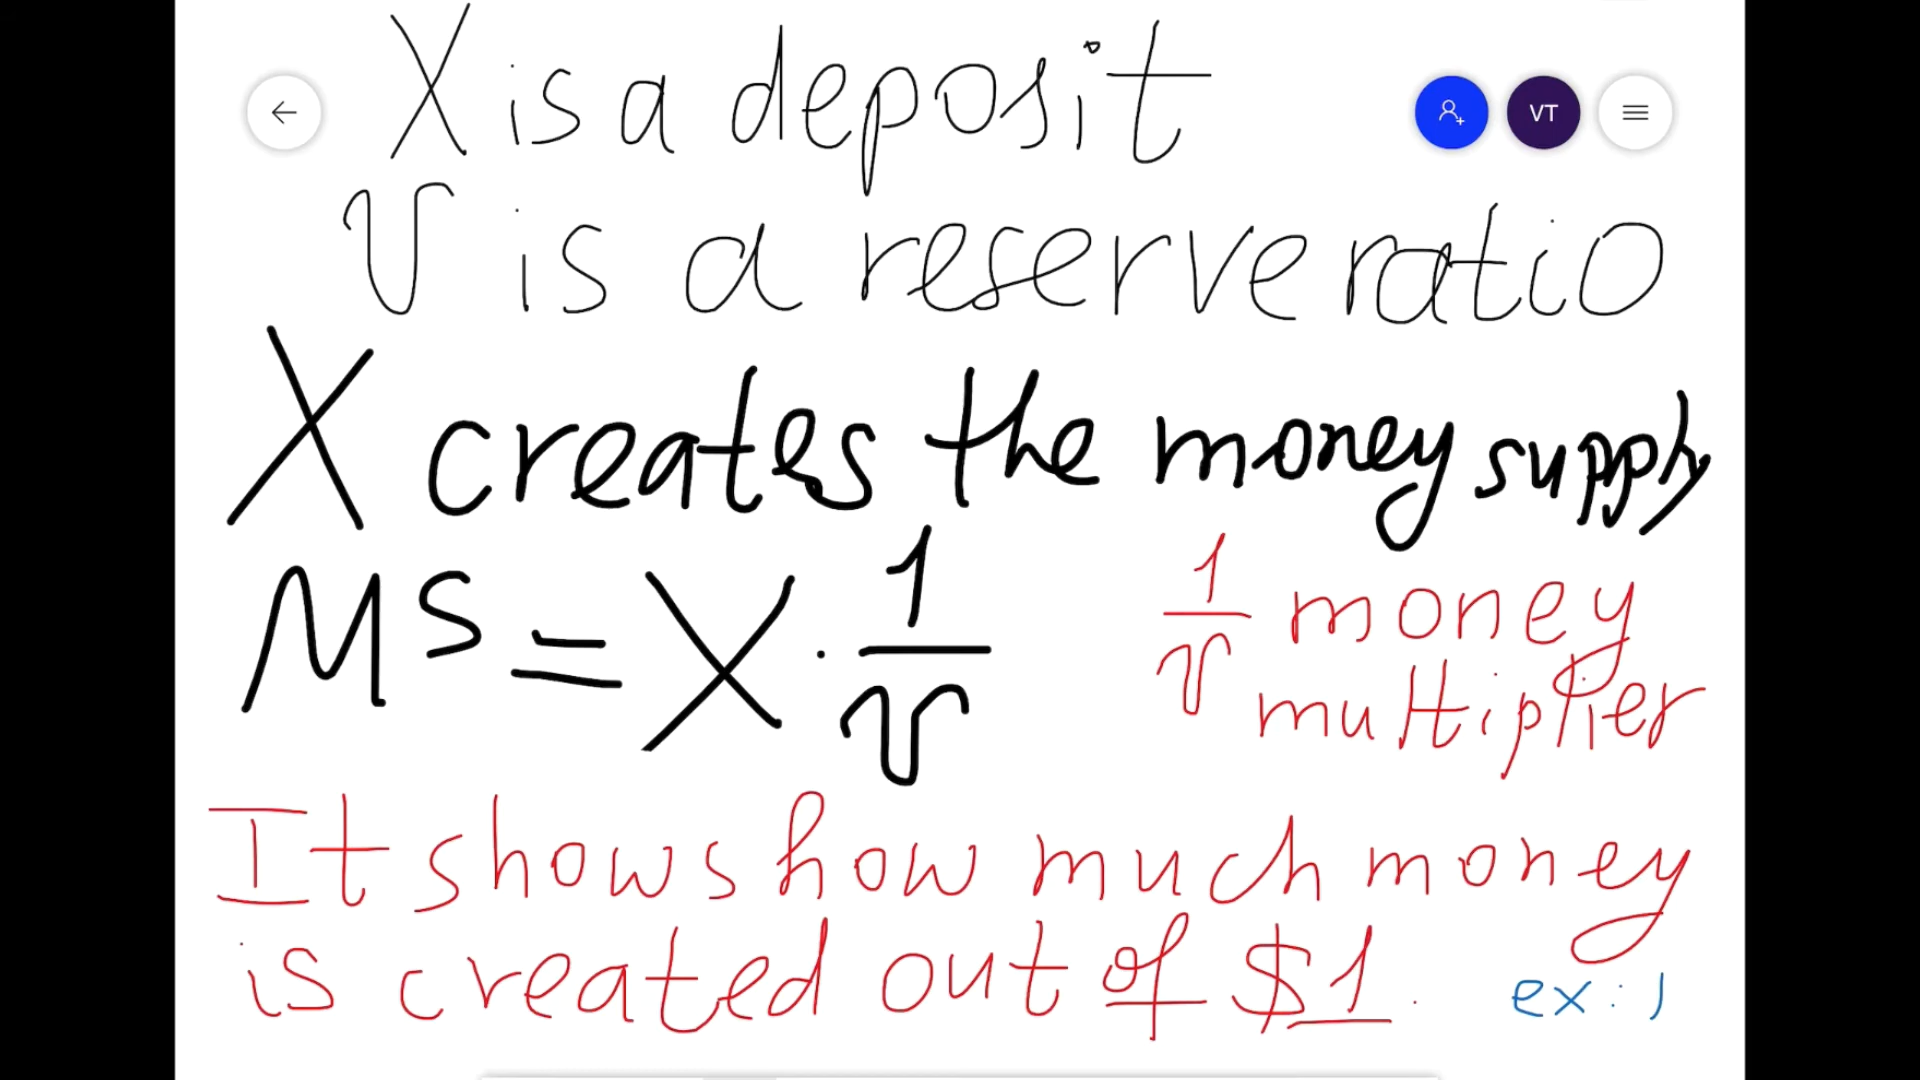 X is a deposit
VT
r is a reserve ratio
X creates the money supply
M^S = X · 1/r
1/r money multiplier
It shows how much money
is created out of $1.
ex: